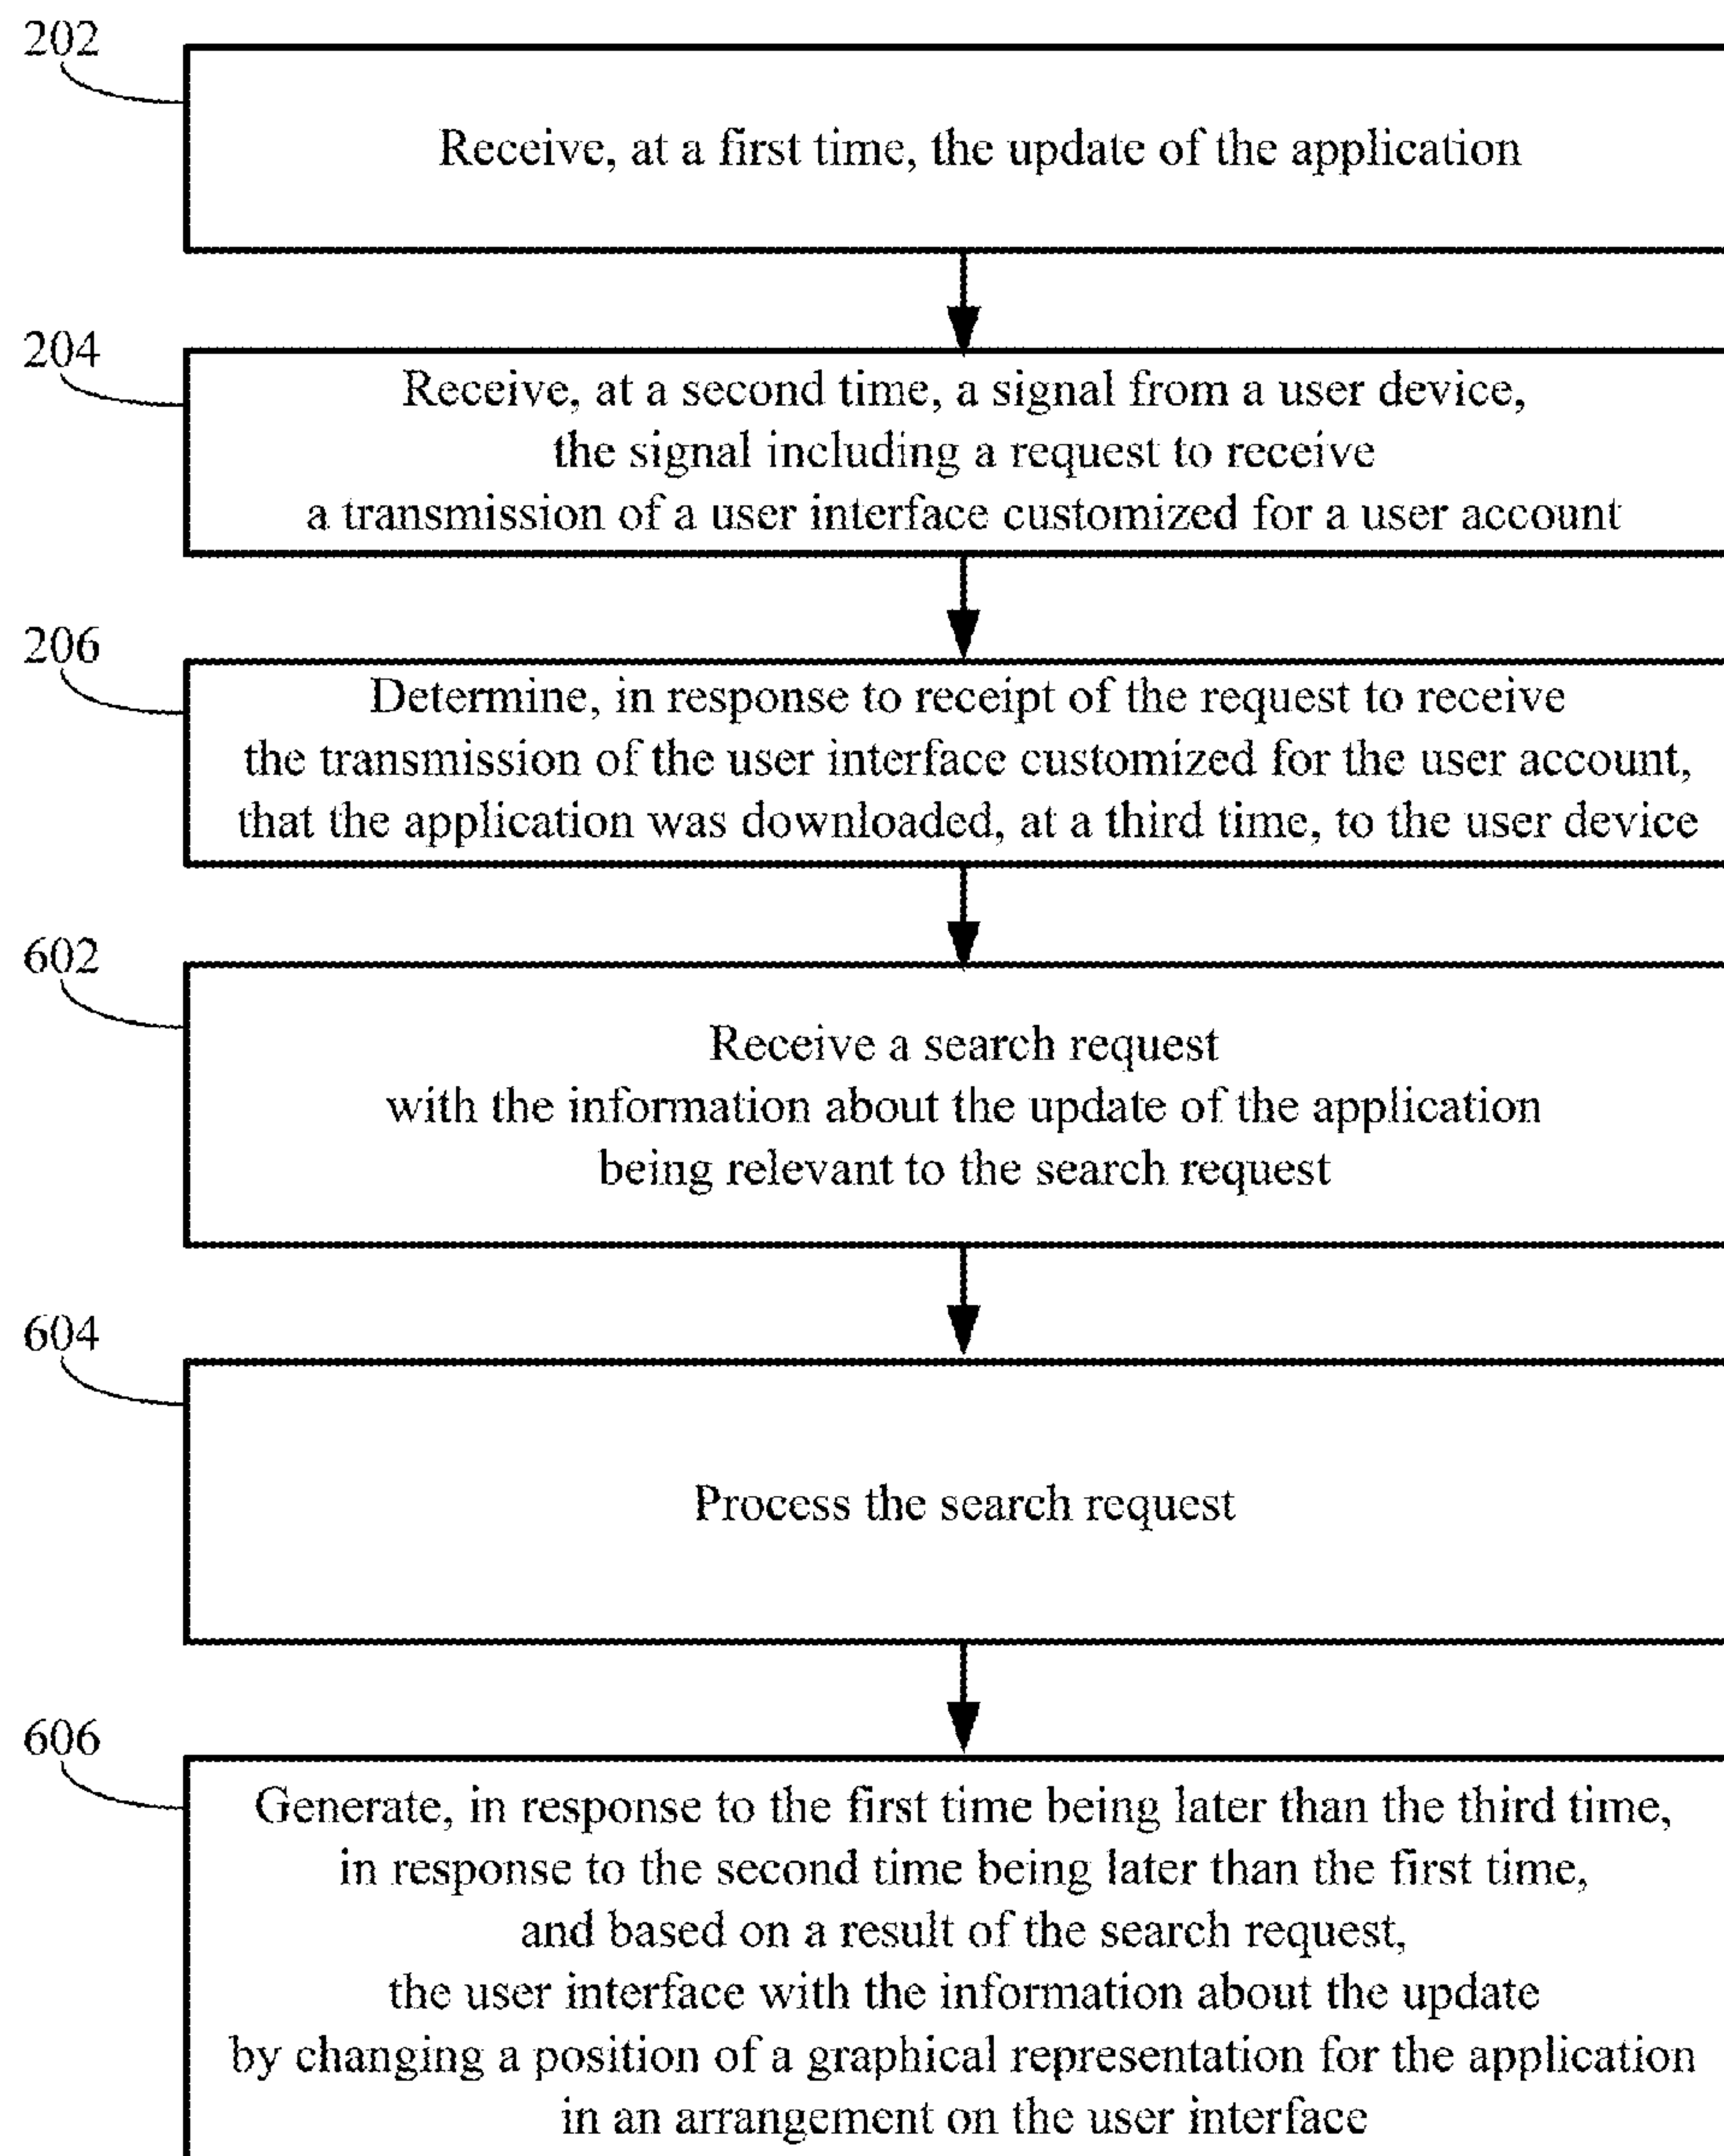 202
Receive, at a first time, the update of the application
204
Receive, at a second time, a signal from a user device,
the signal including a request to receive
a transmission of a user interface customized for a user account
206
Determine, in response to receipt of the request to receive
the transmission of the user interface customized for the user account,
that the application was downloaded, at a third time, to the user device
602
Receive a search request
with the information about the update of the application
being relevant to the search request
604
Process the search request
606
Generate, in response to the first time being later than the third time,
in response to the second time being later than the first time,
and based on a result of the search request,
the user interface with the information about the update
by changing a position of a graphical representation for the application
in an arrangement on the user interface